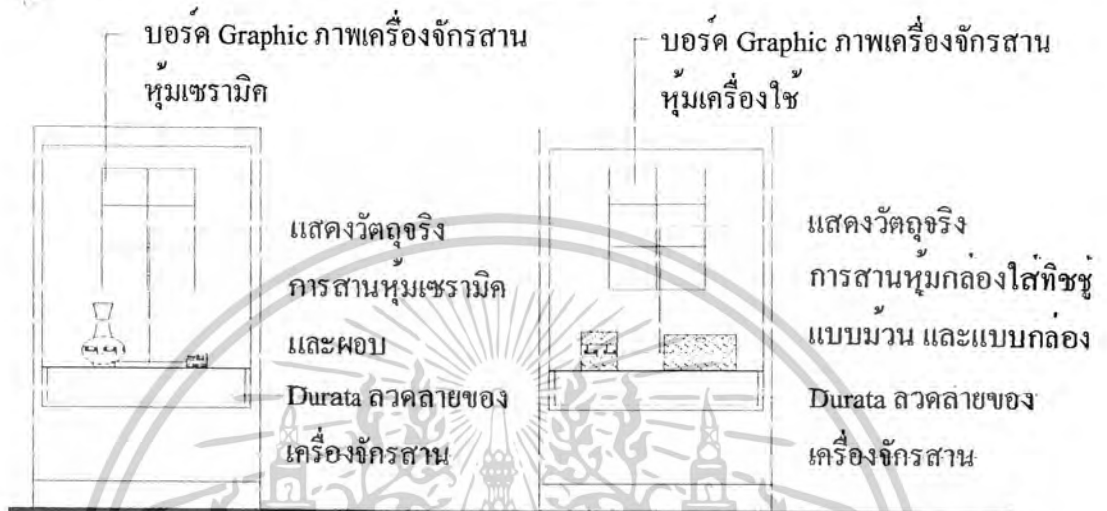 บอร์ด Graphic ภาพเครื่องจักรสาน
หุ้มเซรามิค
แสดงวัตถุจริง
การสานหุ้มเซรามิค
และผอบ
Durata ลวดลายของ
เครื่องจักรสาน
บอร์ด Graphic ภาพเครื่องจักรสาน
หุ้มเครื่องใช้
แสดงวัตถุจริง
การสานหุ้มกล่องใส่ทิชชู่
แบบม้วน และแบบกล่อง
Durata ลวดลายของ
เครื่องจักรสาน